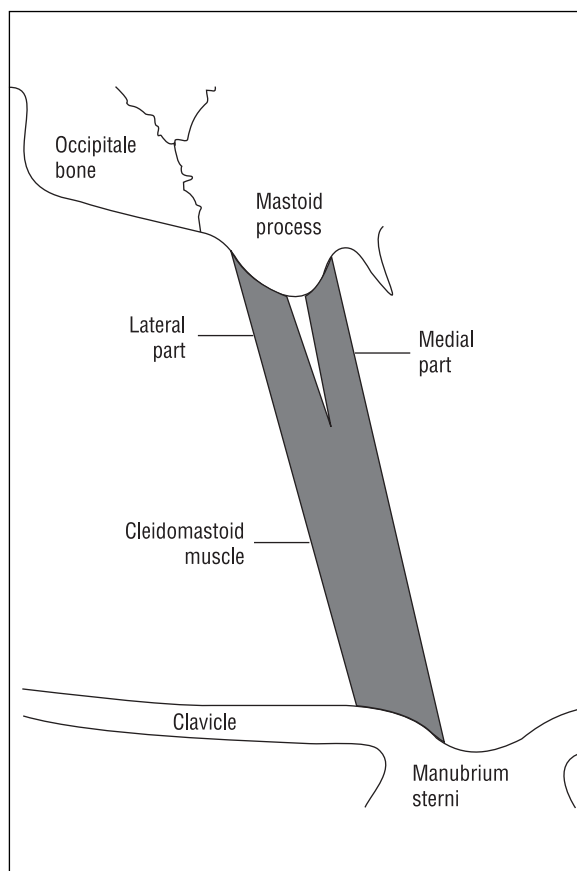 Occipitale
bone
Mastoid
process
Lateral
part
Medial
part
Cleidomastoid
muscle
Clavicle
Manubrium
sterni